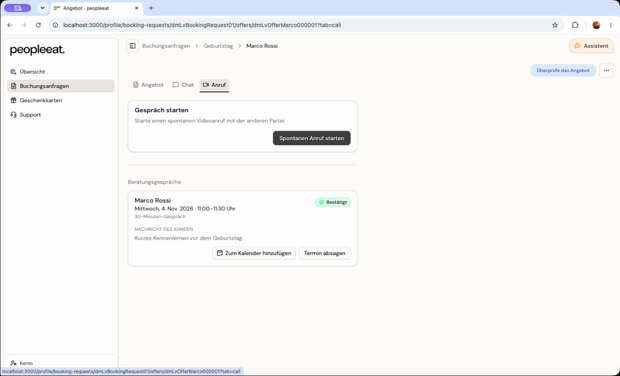 Angebot · peopleeat
localhost:3000/profile/booking-requests/dmLvBookingRequest01/offers/dmLvOfferMarco000001?tab=call
peopleeat.
Buchungsanfragen > Geburtstag > Marco Rossi
Assistent
Überprüfe das Angebot
Übersicht
Buchungsanfragen
Geschenkkarten
Support
Angebot
Chat
Anruf
Gespräch starten
Starte einen spontanen Videoanruf mit der anderen Partei.
Spontanen Anruf starten
Beratungsgespräche
Marco Rossi
Bestätigt
Mittwoch, 4. Nov. 2026 · 11:00–11:30 Uhr
30-Minuten-Gespräch
NACHRICHT DES KUNDEN
Kurzes Kennenlernen vor dem Geburtstag.
Zum Kalender hinzufügen
Termin absagen
Konto
localhost:3000/profile/booking-requests/dmLvBookingRequest01/offers/dmLvOfferMarco000001?tab=call